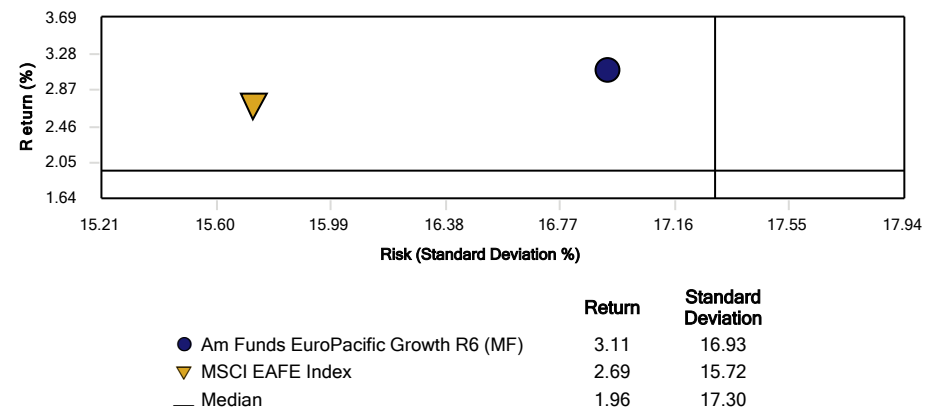 3.69
3.28
2.87
2.46
2.05
1.64
Return (%)
15.21 15.60 15.99 16.38 16.77 17.16 17.55 17.94
Risk (Standard Deviation %)
Return Standard Deviation
Am Funds EuroPacific Growth R6 (MF) 3.11 16.93
MSCI EAFE Index 2.69 15.72
Median 1.96 17.30